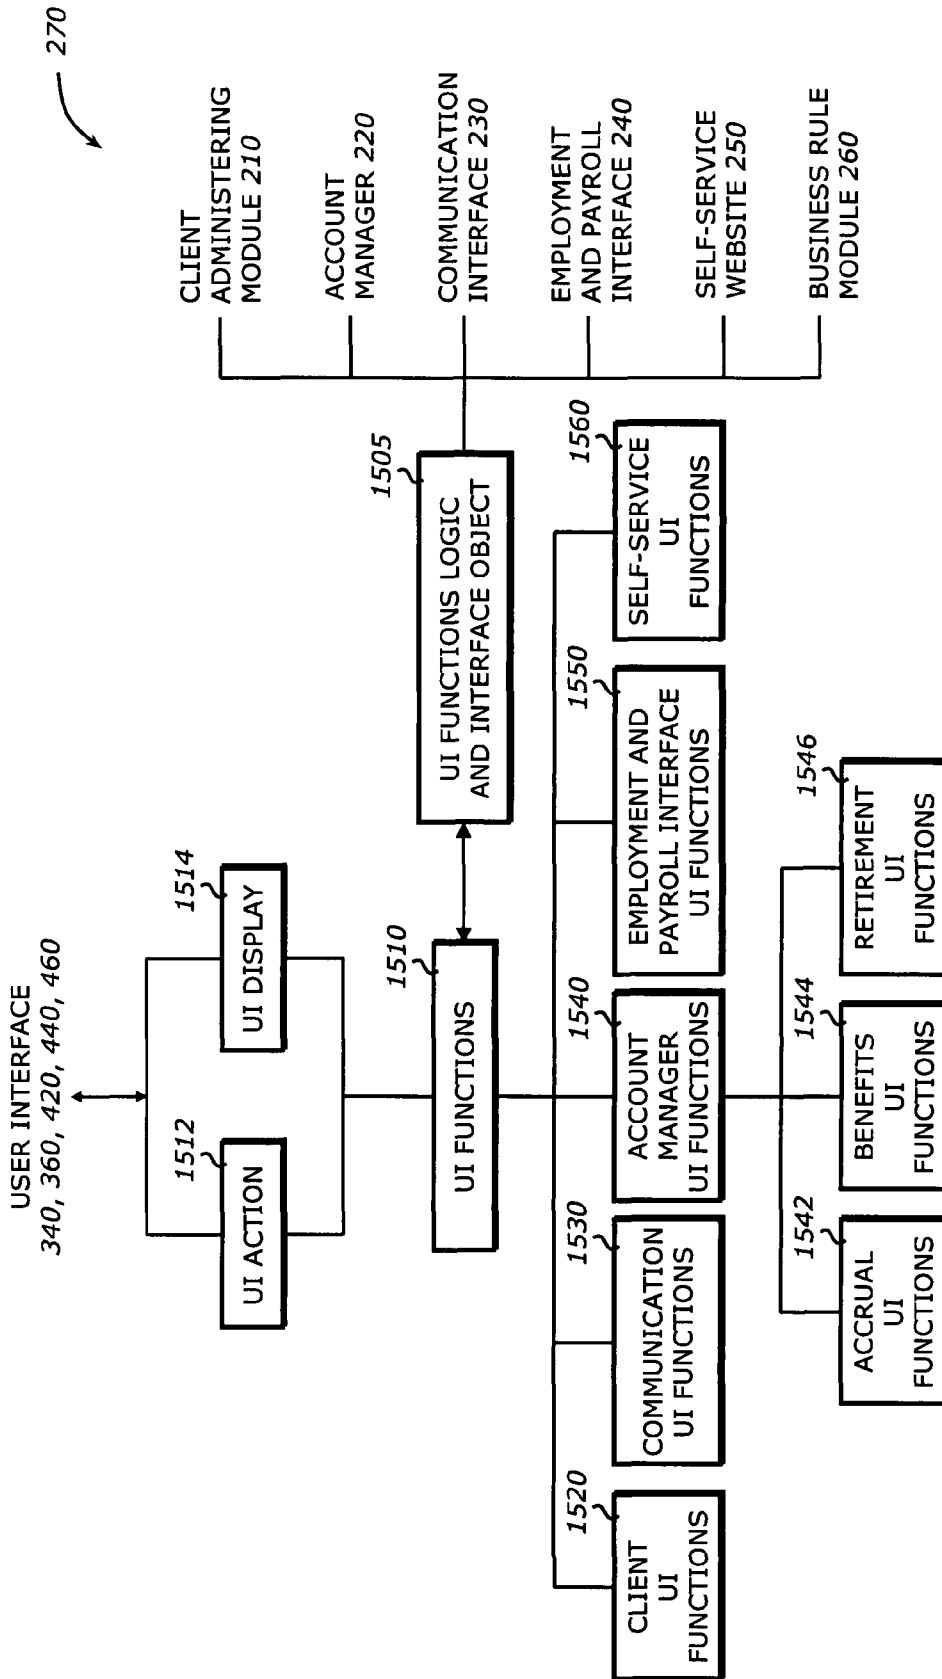 270
USER INTERFACE
340, 360, 420, 440, 460
1512
UI ACTION
1514
UI DISPLAY
1510
UI FUNCTIONS
1505
UI FUNCTIONS LOGIC
AND INTERFACE OBJECT
CLIENT
ADMINISTERING
MODULE 210
ACCOUNT
MANAGER 220
COMMUNICATION
INTERFACE 230
EMPLOYMENT
AND PAYROLL
INTERFACE 240
SELF-SERVICE
WEBSITE 250
BUSINESS RULE
MODULE 260
1520
CLIENT
UI
FUNCTIONS
1530
COMMUNICATION
UI FUNCTIONS
1540
ACCOUNT
MANAGER
UI FUNCTIONS
1550
EMPLOYMENT AND
PAYROLL INTERFACE
UI FUNCTIONS
1560
SELF-SERVICE
UI
FUNCTIONS
1542
ACCRUAL
UI
FUNCTIONS
1544
BENEFITS
UI
FUNCTIONS
1546
RETIREMENT
UI
FUNCTIONS